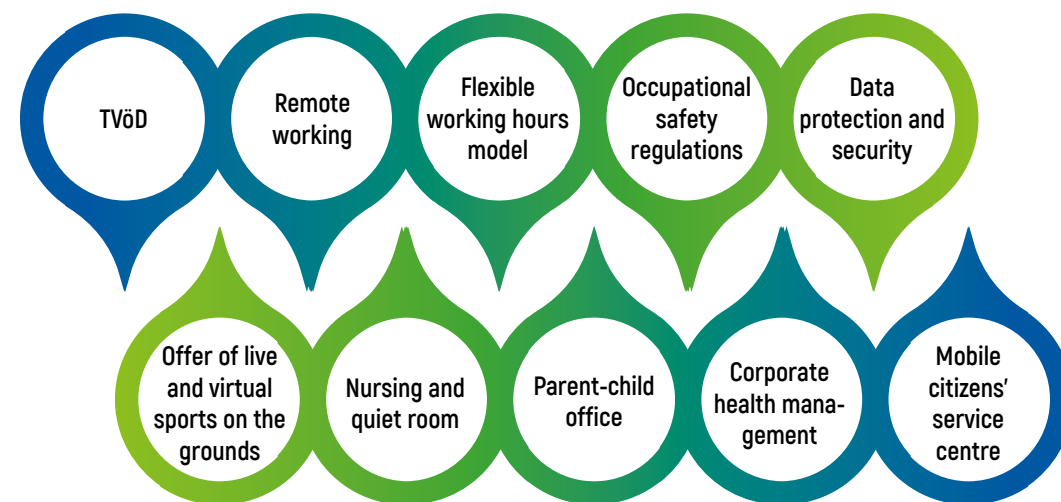 TVöD
Remote
working
Flexible
working hours
model
Occupational
safety
regulations
Data
protection and
security
Offer of live
and virtual
sports on the
grounds
Nursing and
quiet room
Parent-child
office
Corporate
health mana-
gement
Mobile
citizens’
service
centre